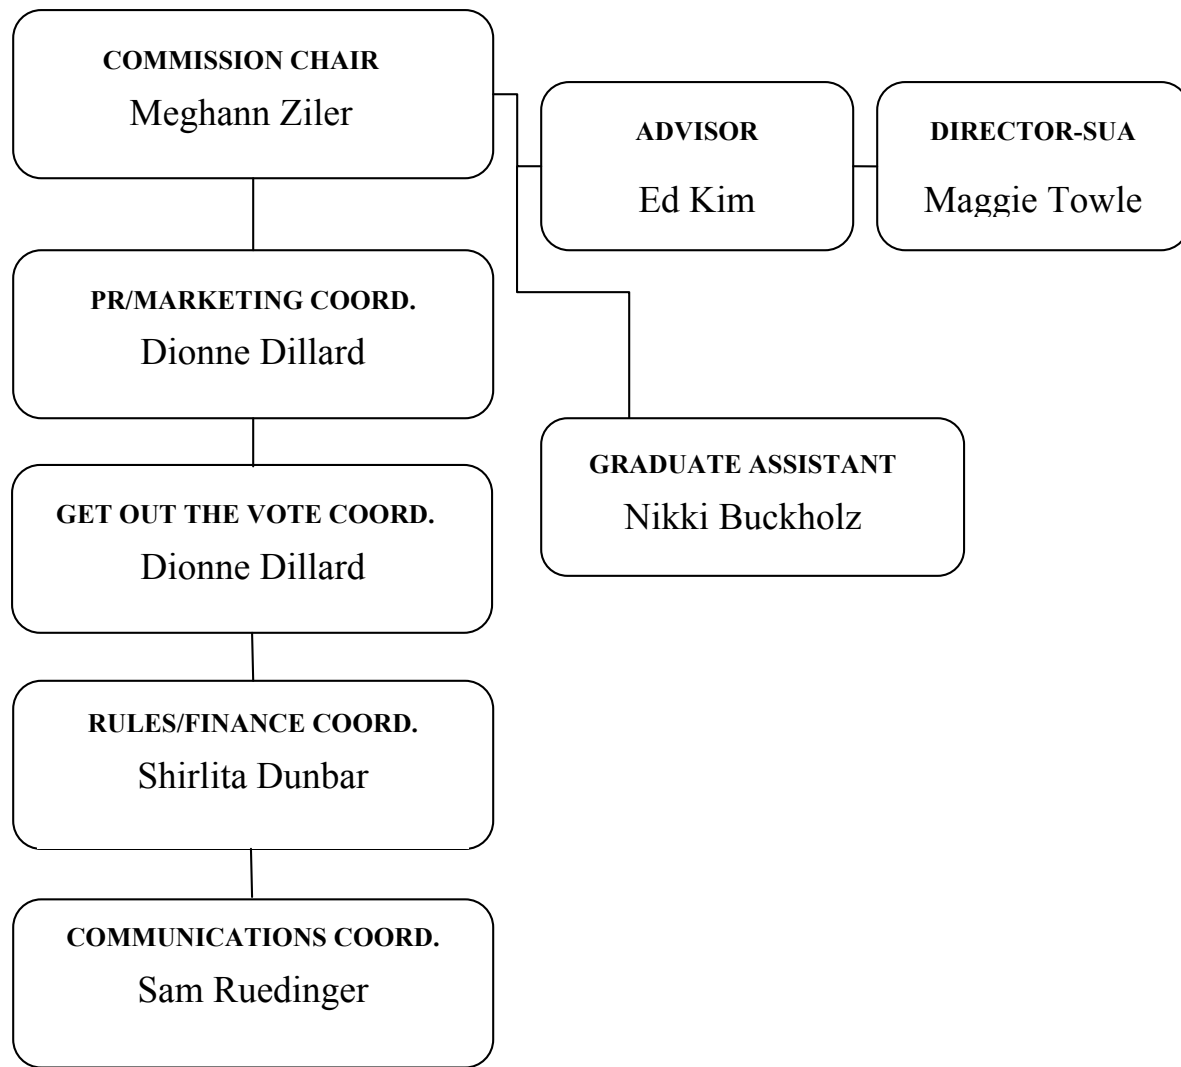 COMMISSION CHAIR
Meghann Ziler
ADVISOR
Ed Kim
DIRECTOR-SUA
Maggie Towle
PR/MARKETING COORD.
Dionne Dillard
GET OUT THE VOTE COORD.
Dionne Dillard
GRADUATE ASSISTANT
Nikki Buckholz
RULES/FINANCE COORD.
Shirlita Dunbar
COMMUNICATIONS COORD.
Sam Ruedinger